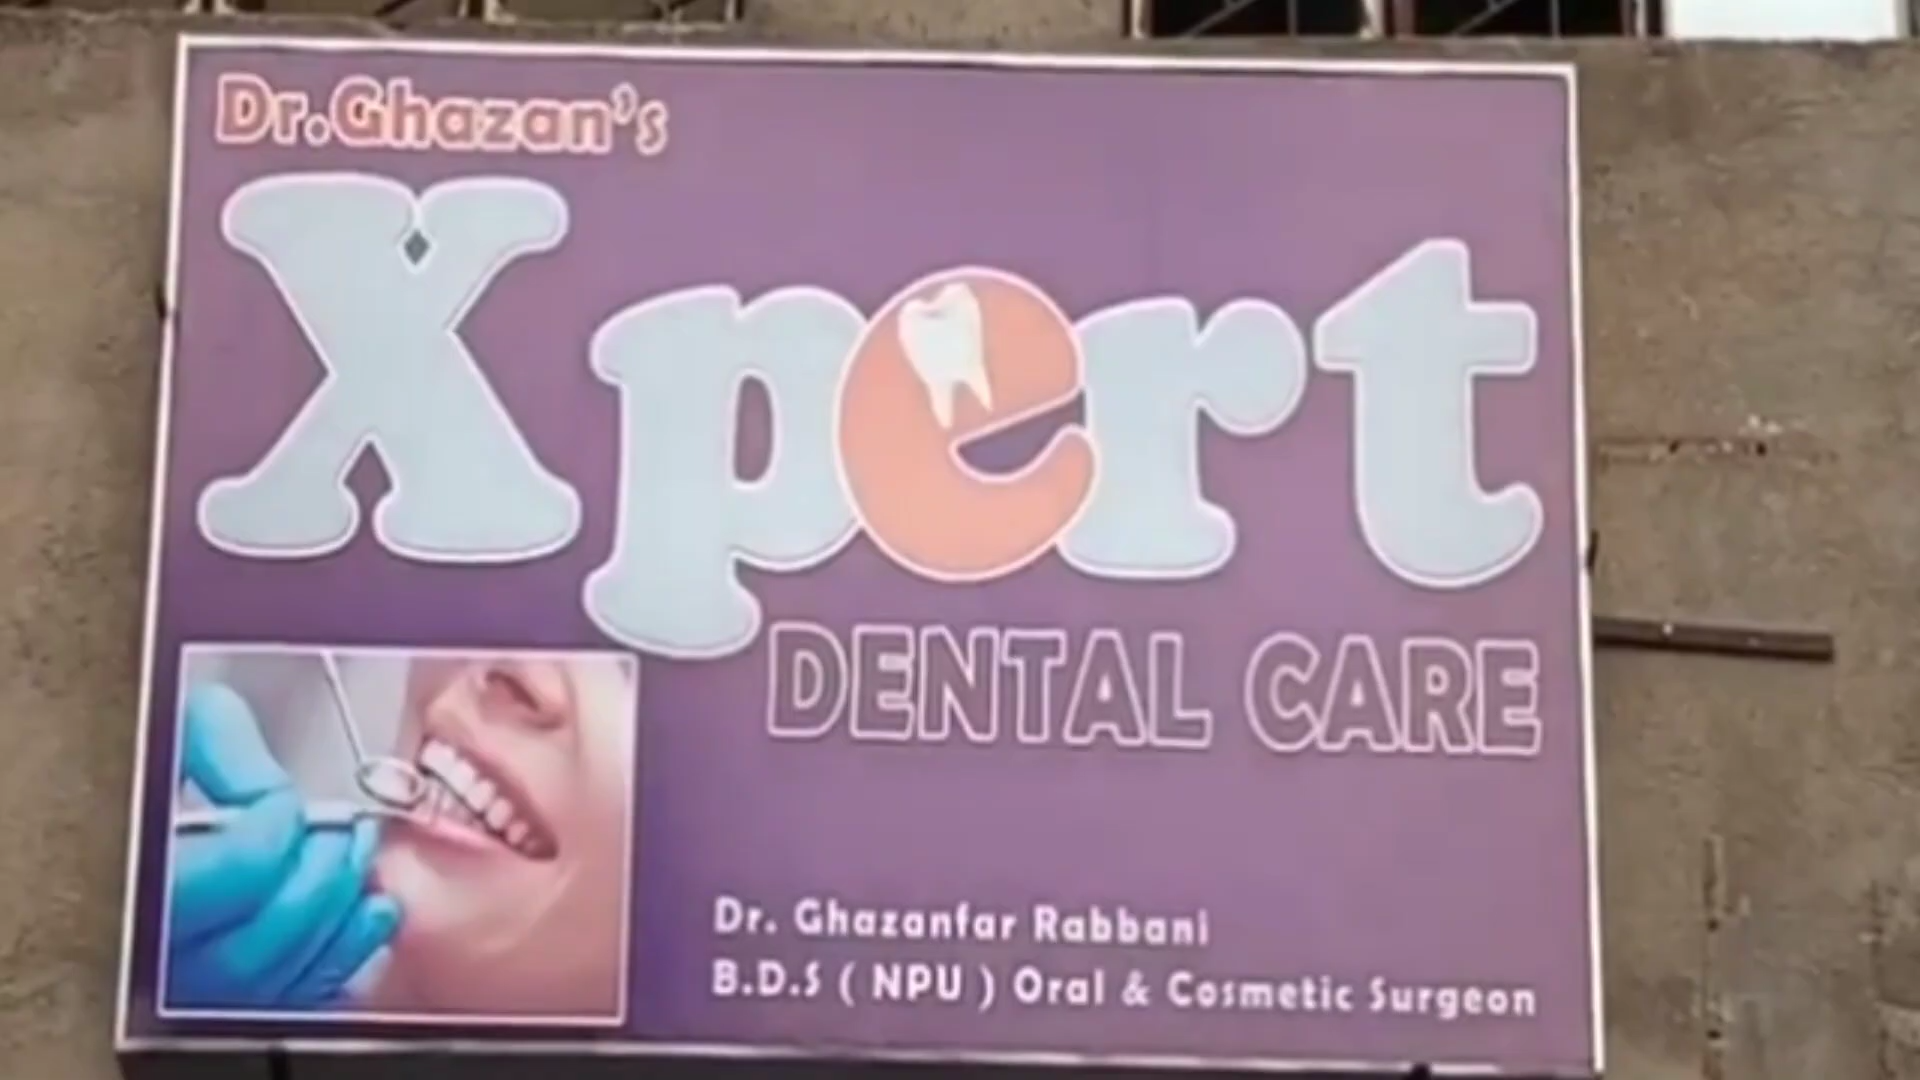 Dr.Ghazan's
Xpert
DENTAL CARE
Dr. Ghazanfar Rabbani
B.D.S ( NPU ) Oral & Cosmetic Surgeon